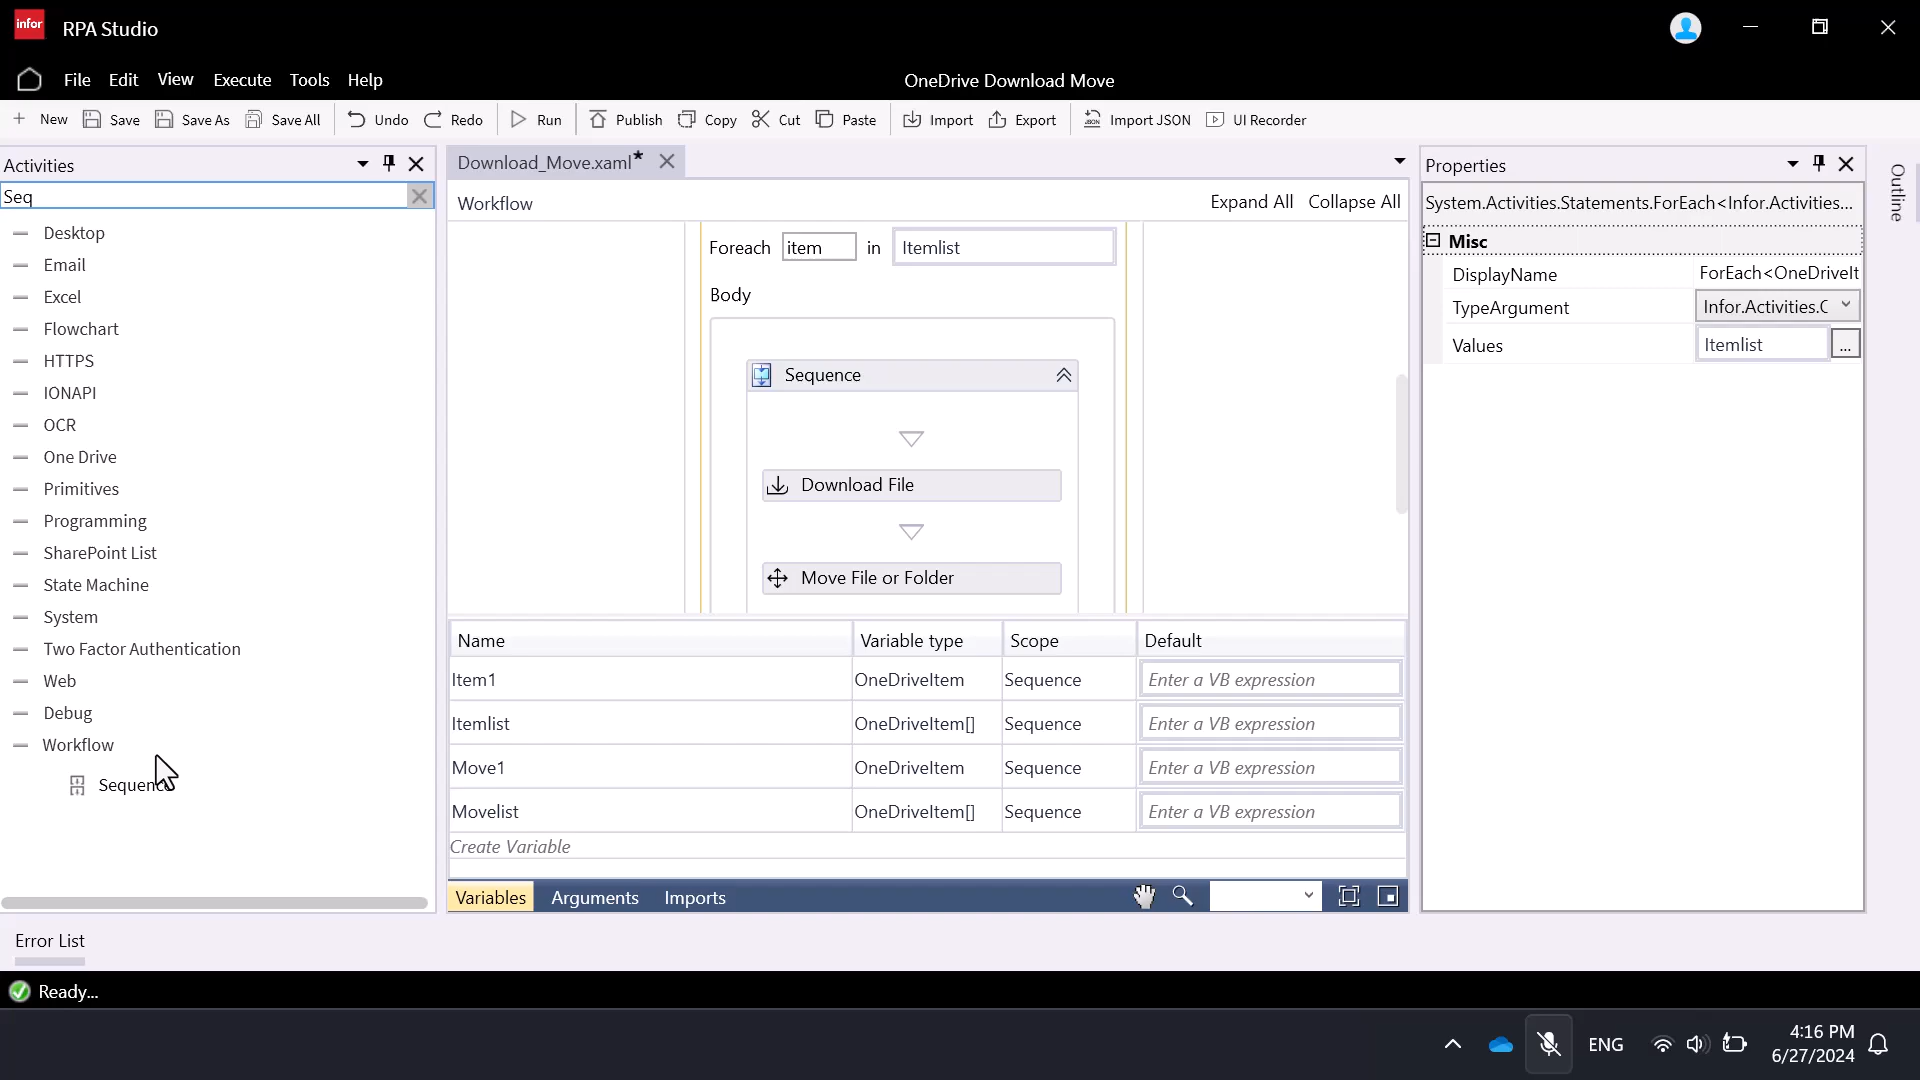 infor RPA Studio
File Edit View Execute Tools Help OneDrive Download Move
New Save Save As Save All Undo Redo Run Publish Copy Cut Paste Import Export JSON Import JSON UI Recorder
Activities
Seq
Desktop
Email
Excel
Flowchart
HTTPS
IONAPI
OCR
One Drive
Primitives
Programming
SharePoint List
State Machine
System
Two Factor Authentication
Web
Debug
Workflow
Sequence
Download_Move.xaml*
Workflow Expand All Collapse All
Foreach item in Itemlist
Body
Sequence
Download File
Move File or Folder
Name Variable type Scope Default
Item1 OneDriveItem Sequence Enter a VB expression
Itemlist OneDriveItem[] Sequence Enter a VB expression
Move1 OneDriveItem Sequence Enter a VB expression
Movelist OneDriveItem[] Sequence Enter a VB expression
Create Variable
Variables Arguments Imports
Properties
System.Activities.Statements.ForEach<Infor.Activities...
Misc
DisplayName ForEach<OneDriveIt
TypeArgument Infor.Activities.C
Values Itemlist ...
Outline
Error List
Ready...
ENG
4:16 PM
6/27/2024